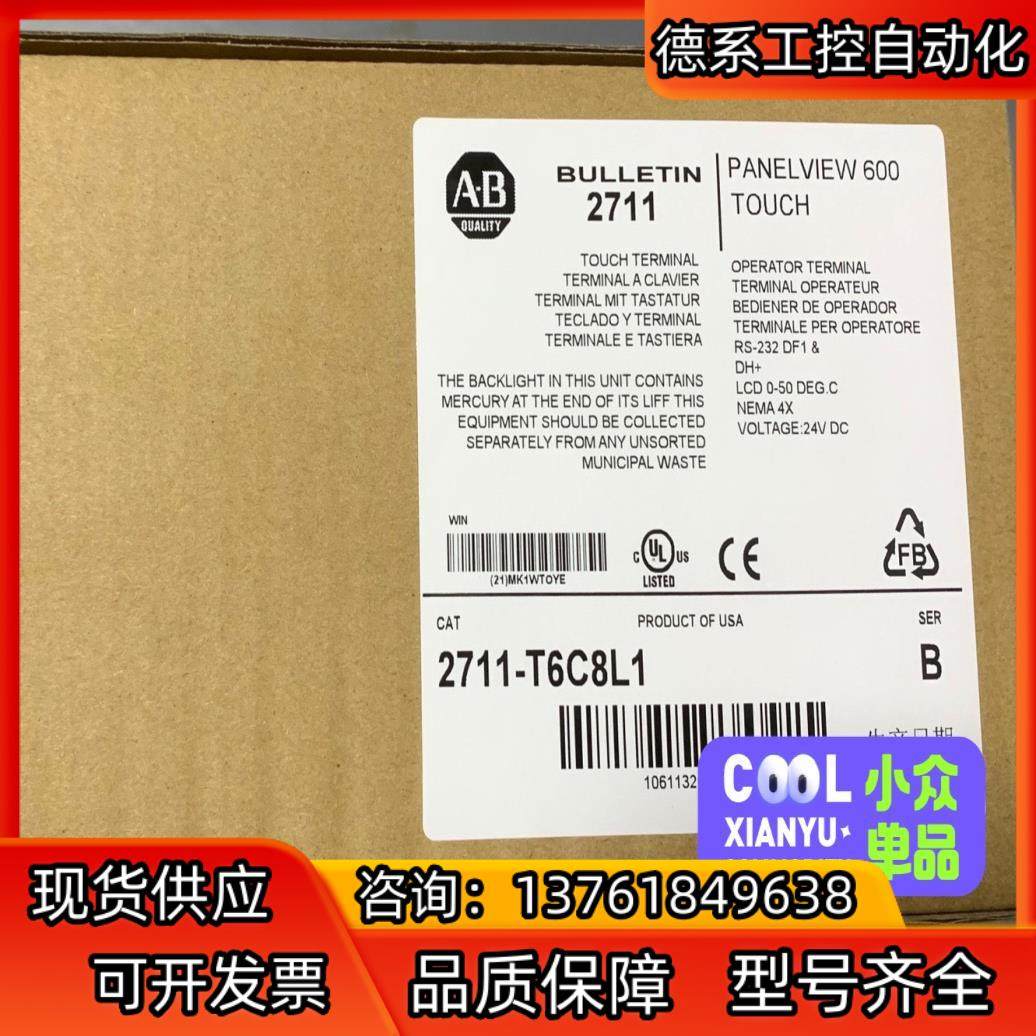 德系工控自动化
A·B
QUALITY
BULLETIN
2711
PANELVIEW 600
TOUCH
TOUCH TERMINAL
TERMINAL A CLAVIER
TERMINAL MIT TASTATUR
TECLADO Y TERMINAL
TERMINALE E TASTIERA
OPERATOR TERMINAL
TERMINAL OPERATEUR
BEDIENER DE OPERADOR
TERMINALE PER OPERATORE
RS-232 DF1 &
DH+
LCD 0-50 DEG.C
NEMA 4X
VOLTAGE:24V DC
THE BACKLIGHT IN THIS UNIT CONTAINS
MERCURY AT THE END OF ITS LIFF THIS
EQUIPMENT SHOULD BE COLLECTED
SEPARATELY FROM ANY UNSORTED
MUNICIPAL WASTE
WIN
(21)MK1WTOYE
C UL US
LISTED
CE
FB
CAT
PRODUCT OF USA
SER
2711-T6C8L1
B
生产日期
1061132
COOL
XIANYU
小众
单品
现货供应
咨询：13761849638
可开发票
品质保障
型号齐全